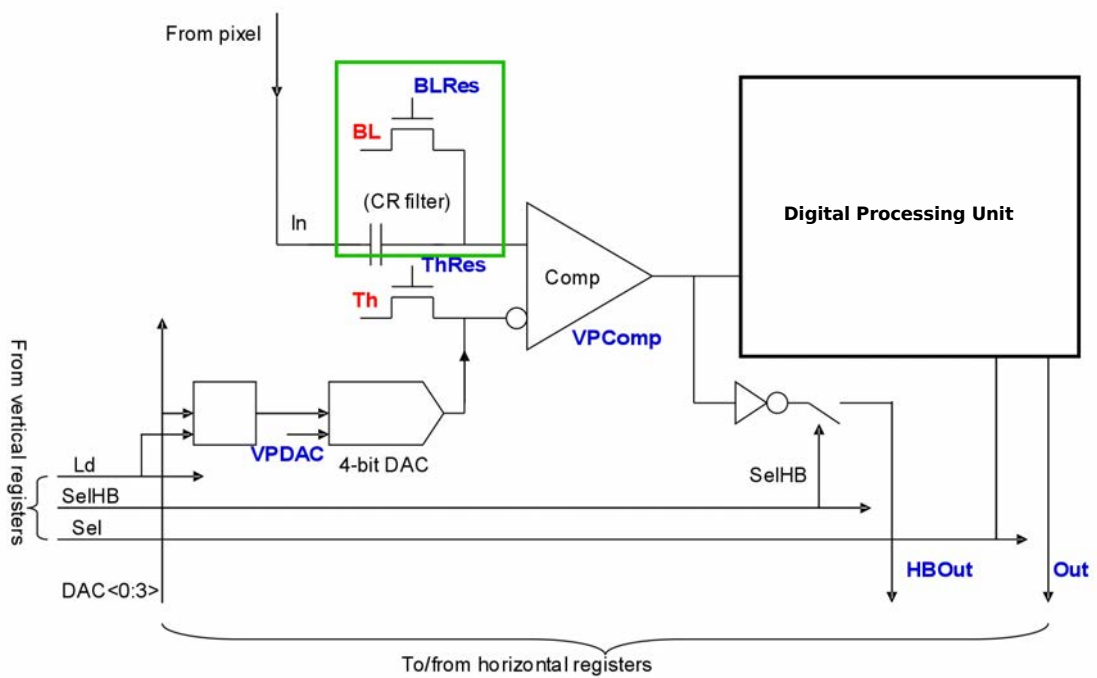 From pixel
BLRes
BL
(CR filter)
In
Digital Processing Unit
ThRes
Th
Comp
VPComp
From vertical registers
VPDAC
4-bit DAC
Ld
SelHB
SelHB
Sel
DAC<0:3>
HBOut
Out
To/from horizontal registers